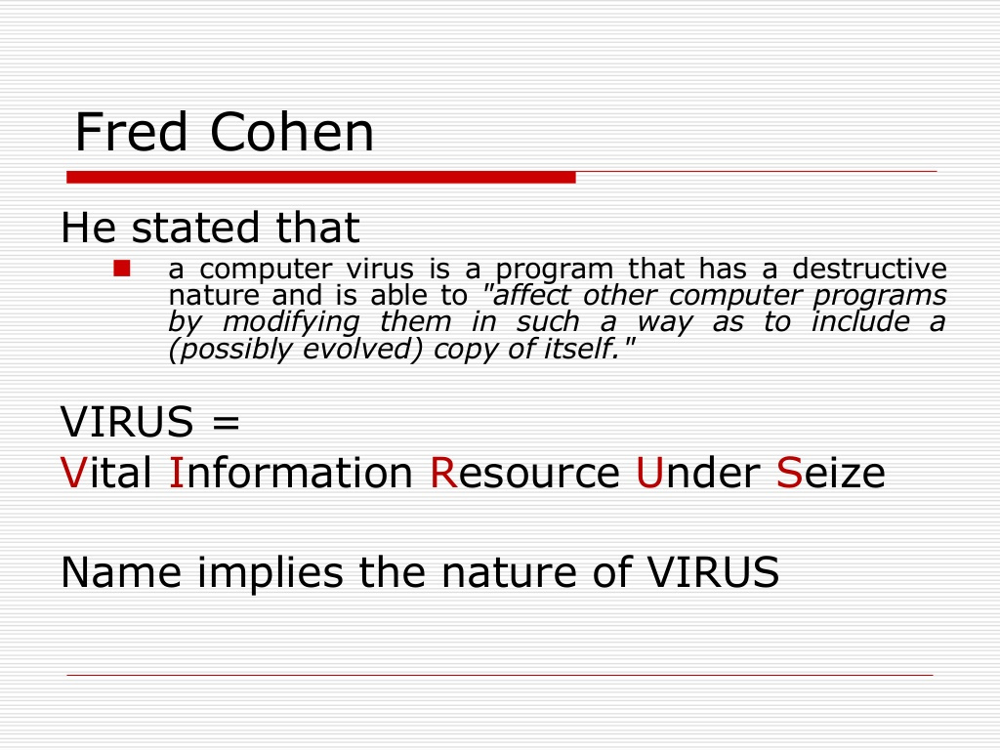 Fred Cohen
He stated that
a computer virus is a program that has a destructive
nature and is able to "affect other computer programs
by modifying them in such a way as to include a
(possibly evolved) copy of itself."
VIRUS =
Vital Information Resource Under Seize
Name implies the nature of VIRUS